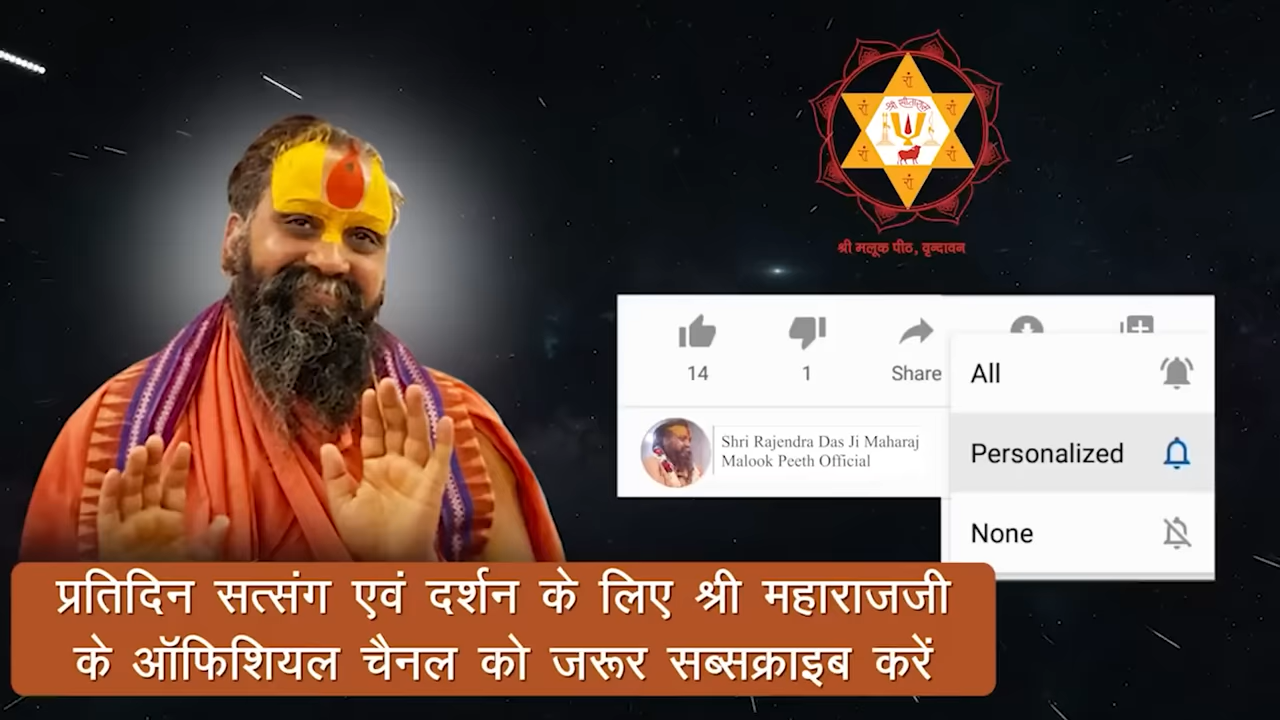 रां
रां
रां
श्री सीताराम
रां
रां
रां
श्री मलूक पीठ, वृन्दावन
14
1
Share
All
Shri Rajendra Das Ji Maharaj
Malook Peeth Official
Personalized
None
प्रतिदिन सत्संग एवं दर्शन के लिए श्री महाराजजी
के ऑफिशियल चैनल को जरूर सब्सक्राइब करें